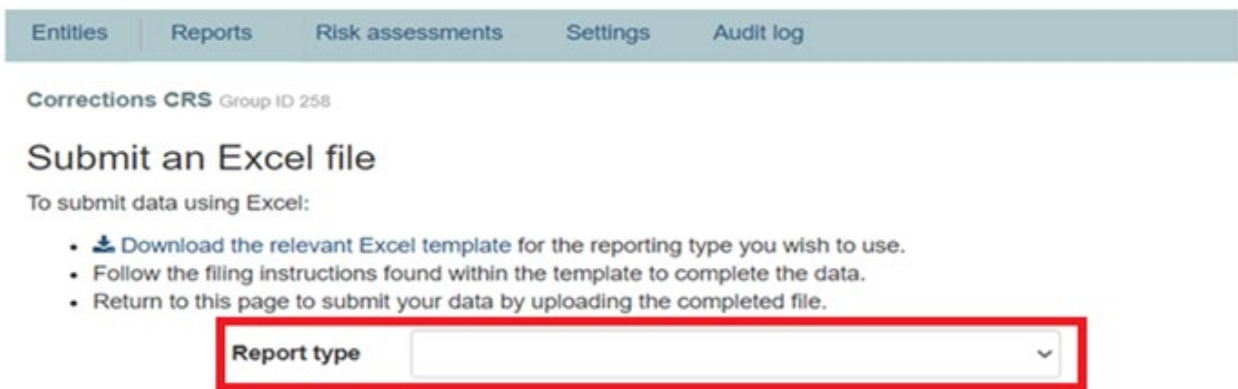 Entities Reports Risk assessments Settings Audit log
Corrections CRS Group ID 258
Submit an Excel file
To submit data using Excel:
• Download the relevant Excel template for the reporting type you wish to use.
• Follow the filing instructions found within the template to complete the data.
• Return to this page to submit your data by uploading the completed file.
Report type